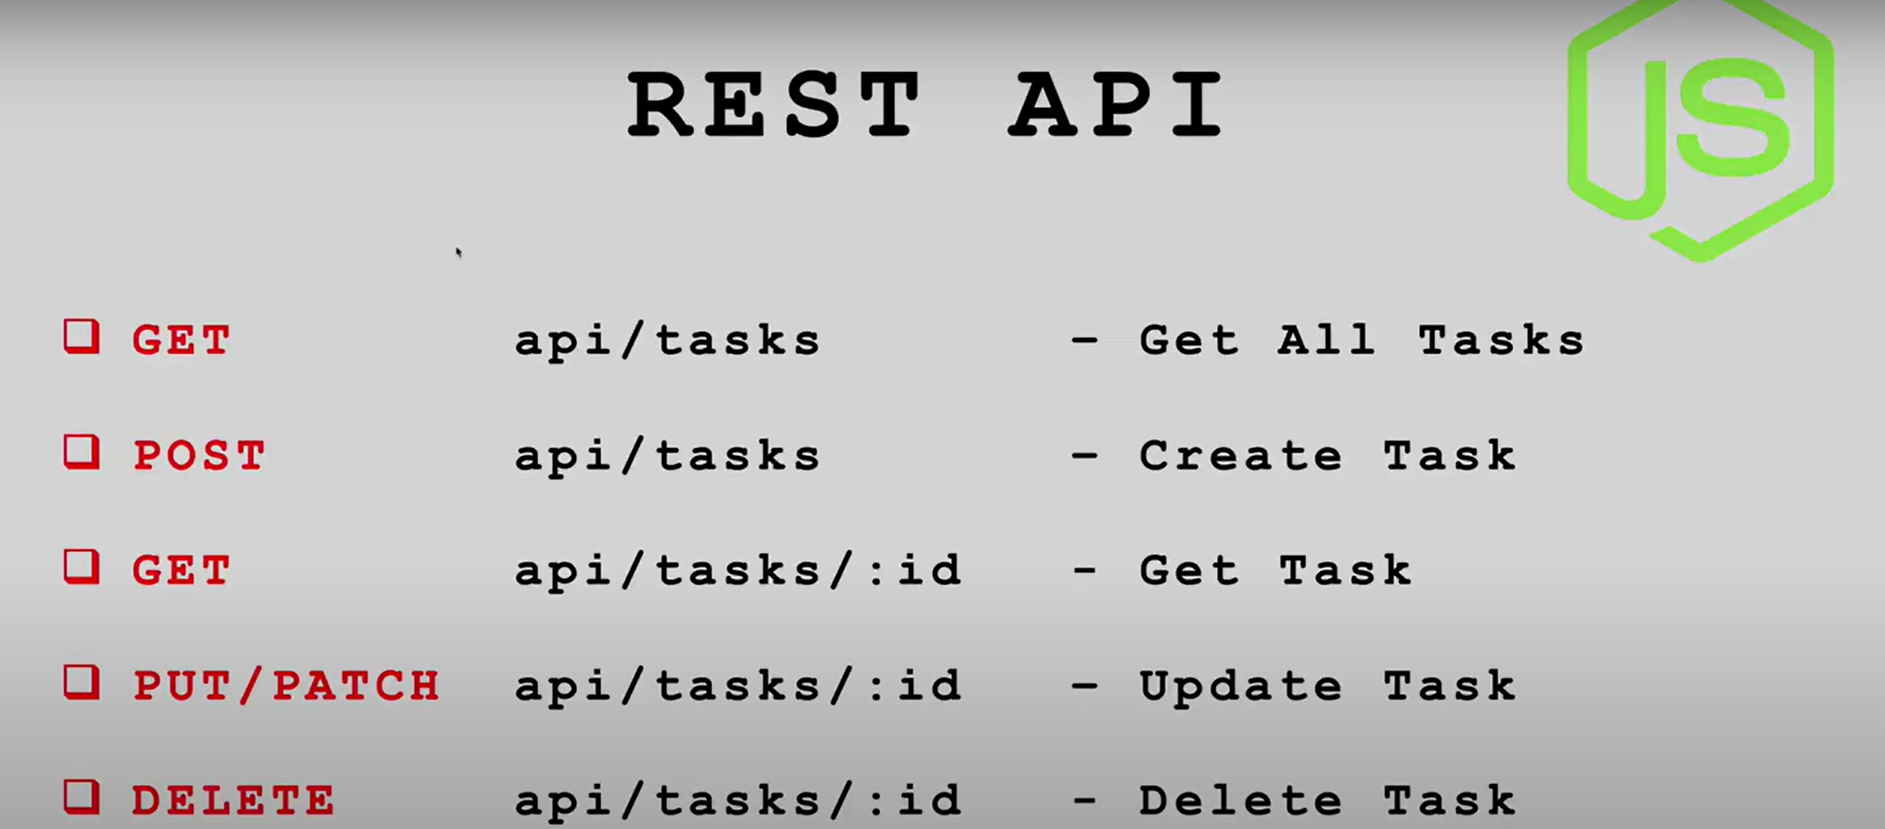 REST API
JS
GET api/tasks - Get All Tasks
POST api/tasks - Create Task
GET api/tasks/:id - Get Task
PUT/PATCH api/tasks/:id - Update Task
DELETE api/tasks/:id - Delete Task